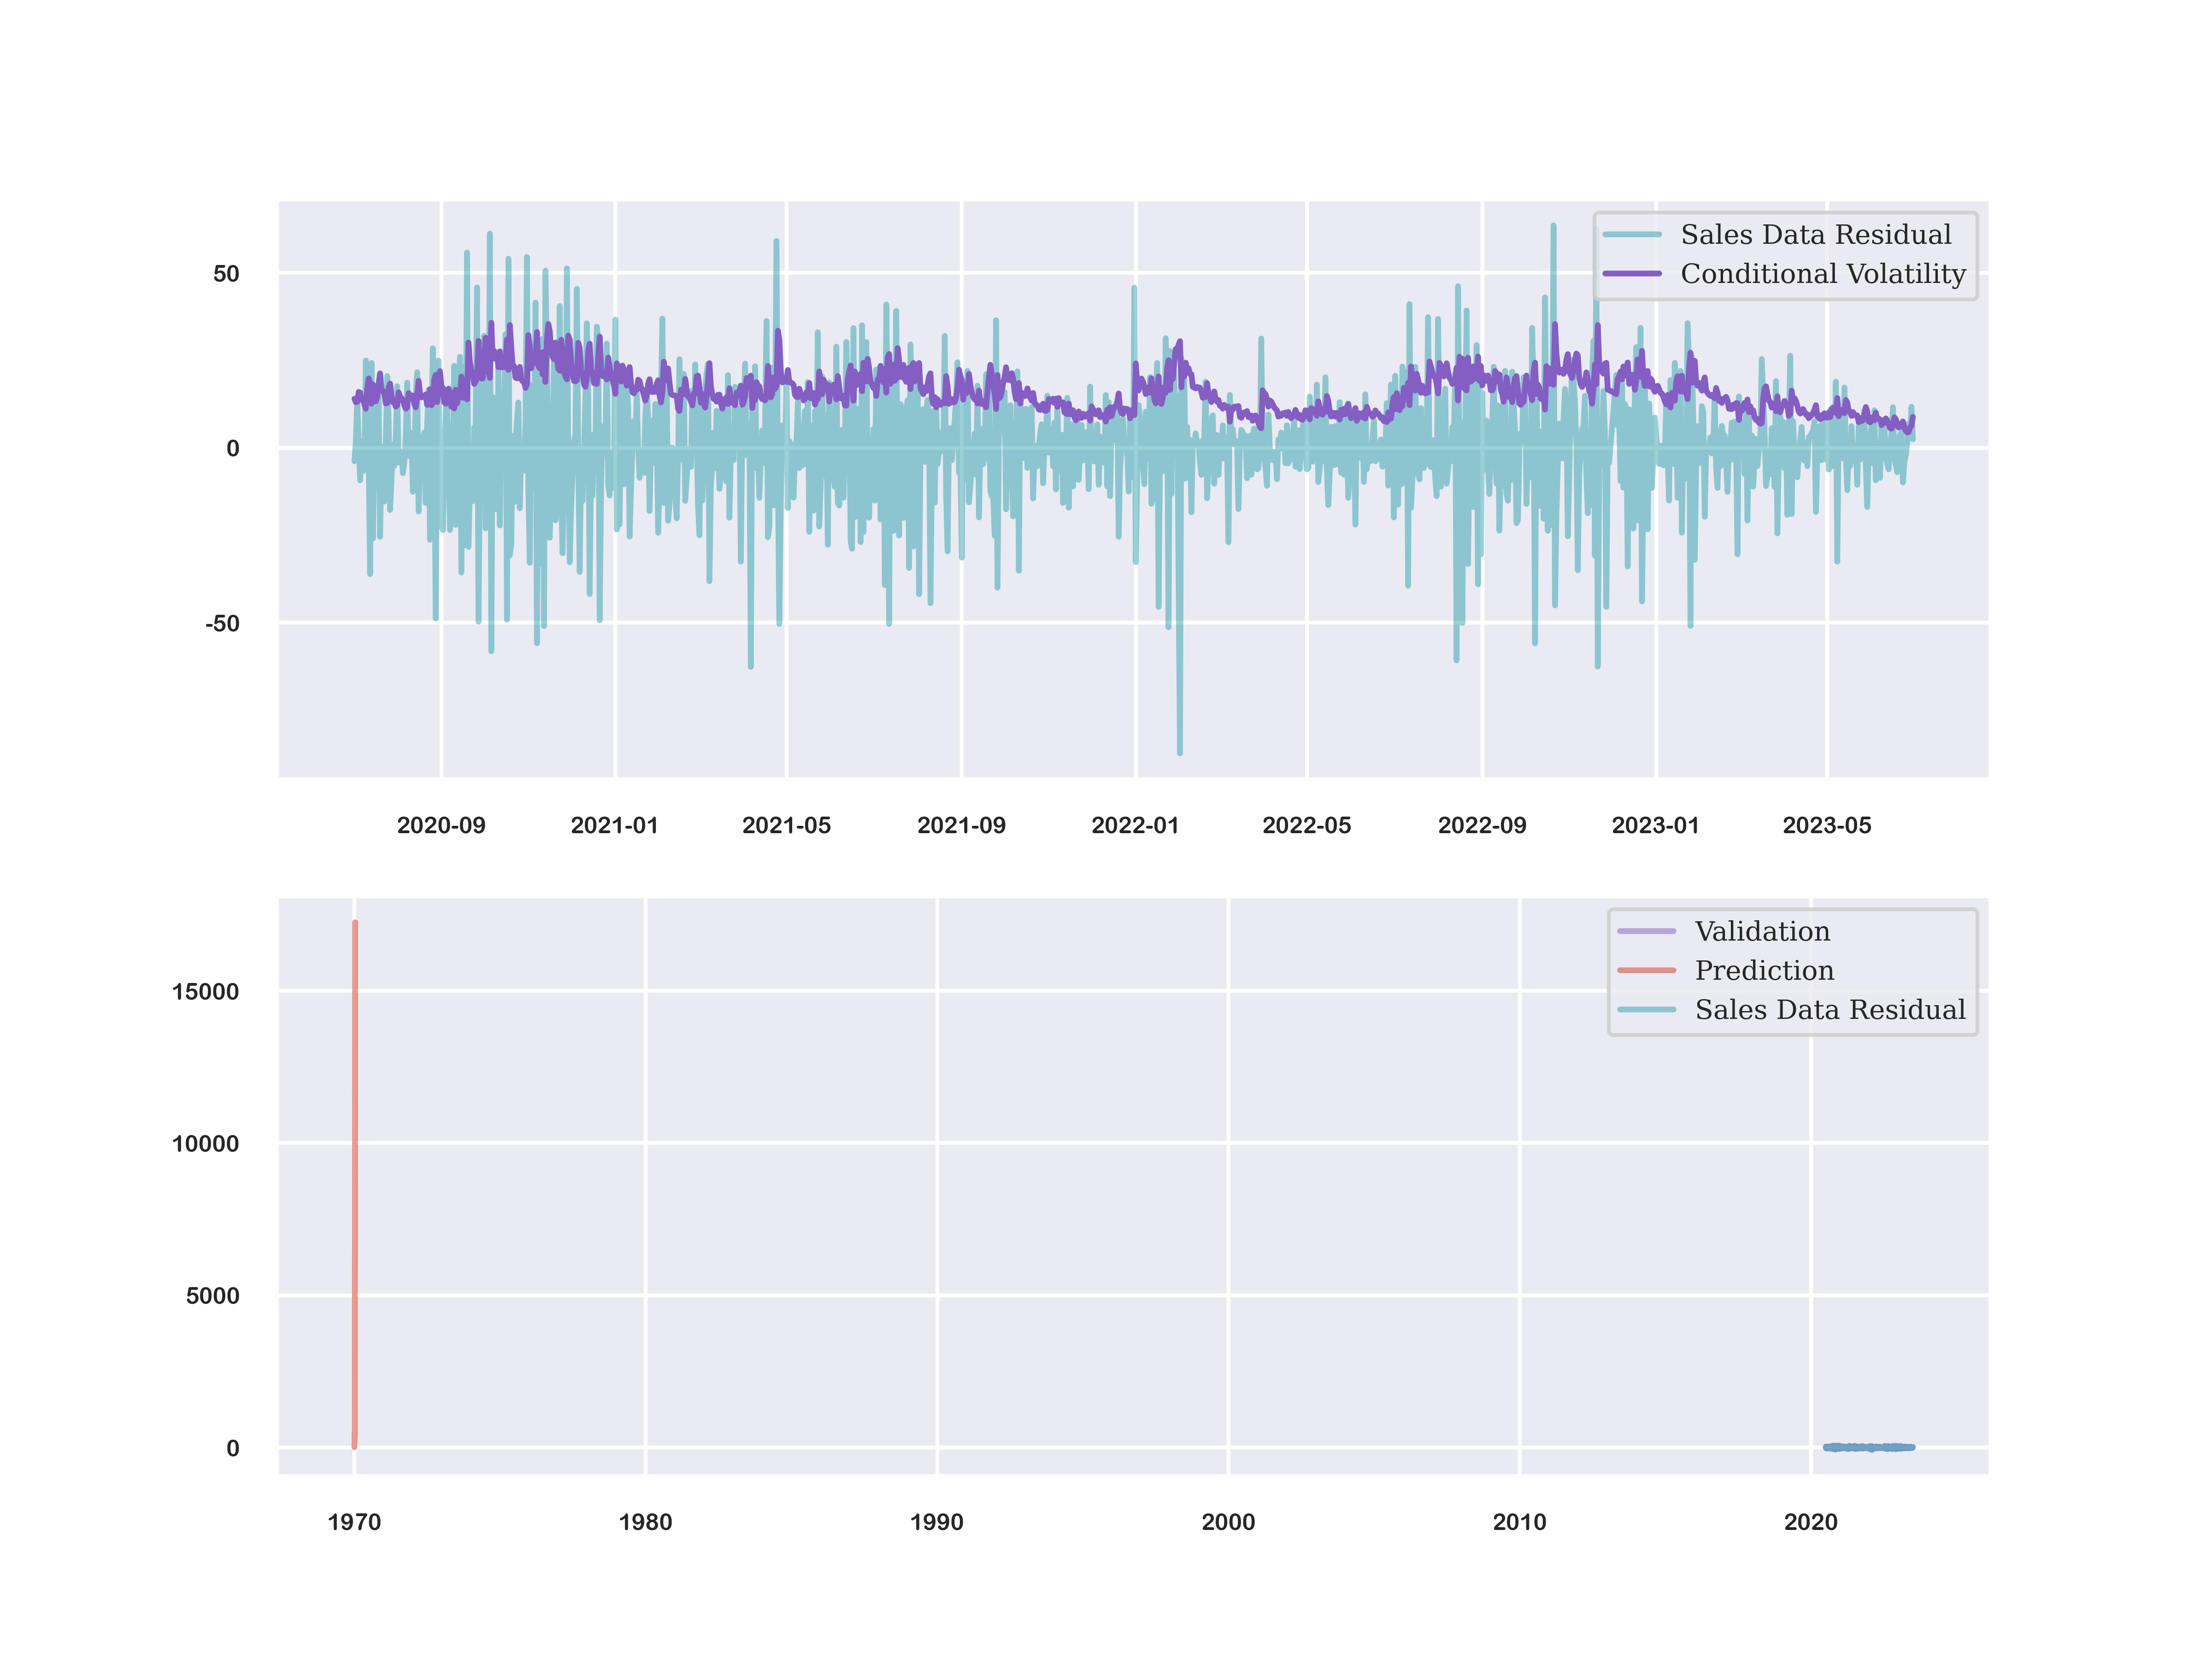 Sales Data Residual
Conditional Volatility
50
0
-50
2020-09 2021-01 2021-05 2021-09 2022-01 2022-05 2022-09 2023-01 2023-05
Validation
Prediction
Sales Data Residual
15000
10000
5000
0
1970 1980 1990 2000 2010 2020